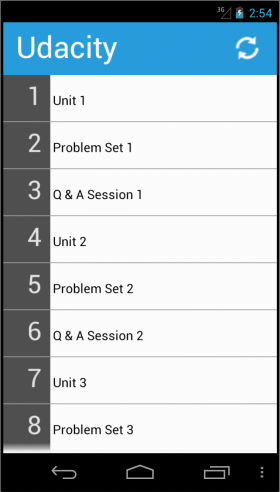 3G 2:54
Udacity
1 Unit 1
2 Problem Set 1
3 Q & A Session 1
4 Unit 2
5 Problem Set 2
6 Q & A Session 2
7 Unit 3
8 Problem Set 3